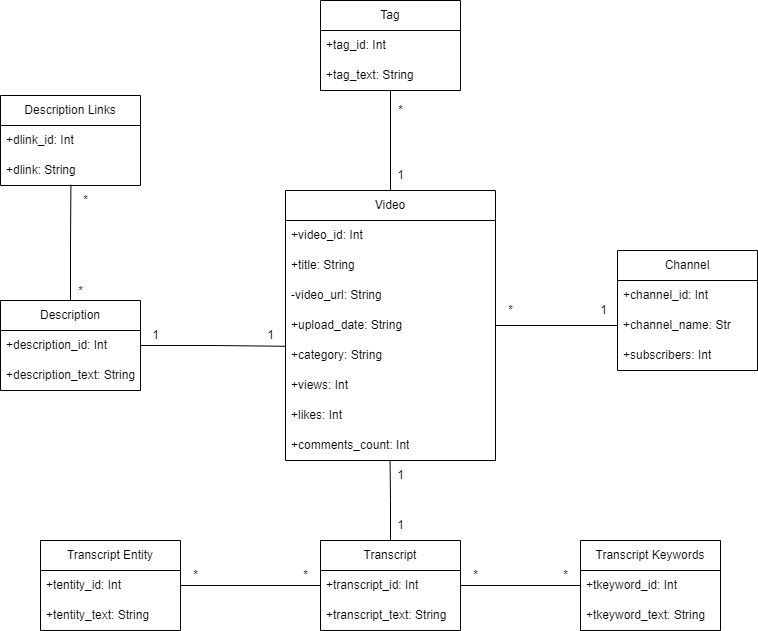 Tag
+tag_id: Int
+tag_text: String
*
1
Description Links
+dlink_id: Int
+dlink: String
*
*
Description
+description_id: Int
+description_text: String
1
1
Video
+video_id: Int
+title: String
-video_url: String
+upload_date: String
+category: String
+views: Int
+likes: Int
+comments_count: Int
*
1
Channel
+channel_id: Int
+channel_name: Str
+subscribers: Int
1
1
Transcript Entity
+tentity_id: Int
+tentity_text: String
*
*
Transcript
+transcript_id: Int
+transcript_text: String
*
*
Transcript Keywords
+tkeyword_id: Int
+tkeyword_text: String